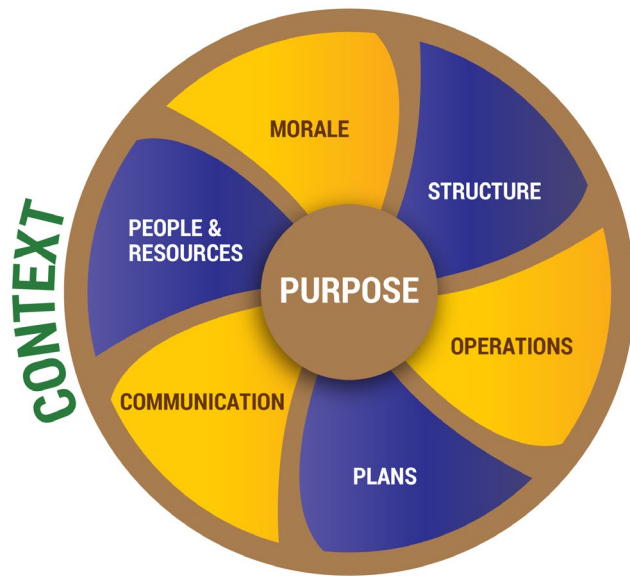 MORALE
STRUCTURE
PEOPLE &
RESOURCES
CONTEXT
PURPOSE
OPERATIONS
COMMUNICATION
PLANS